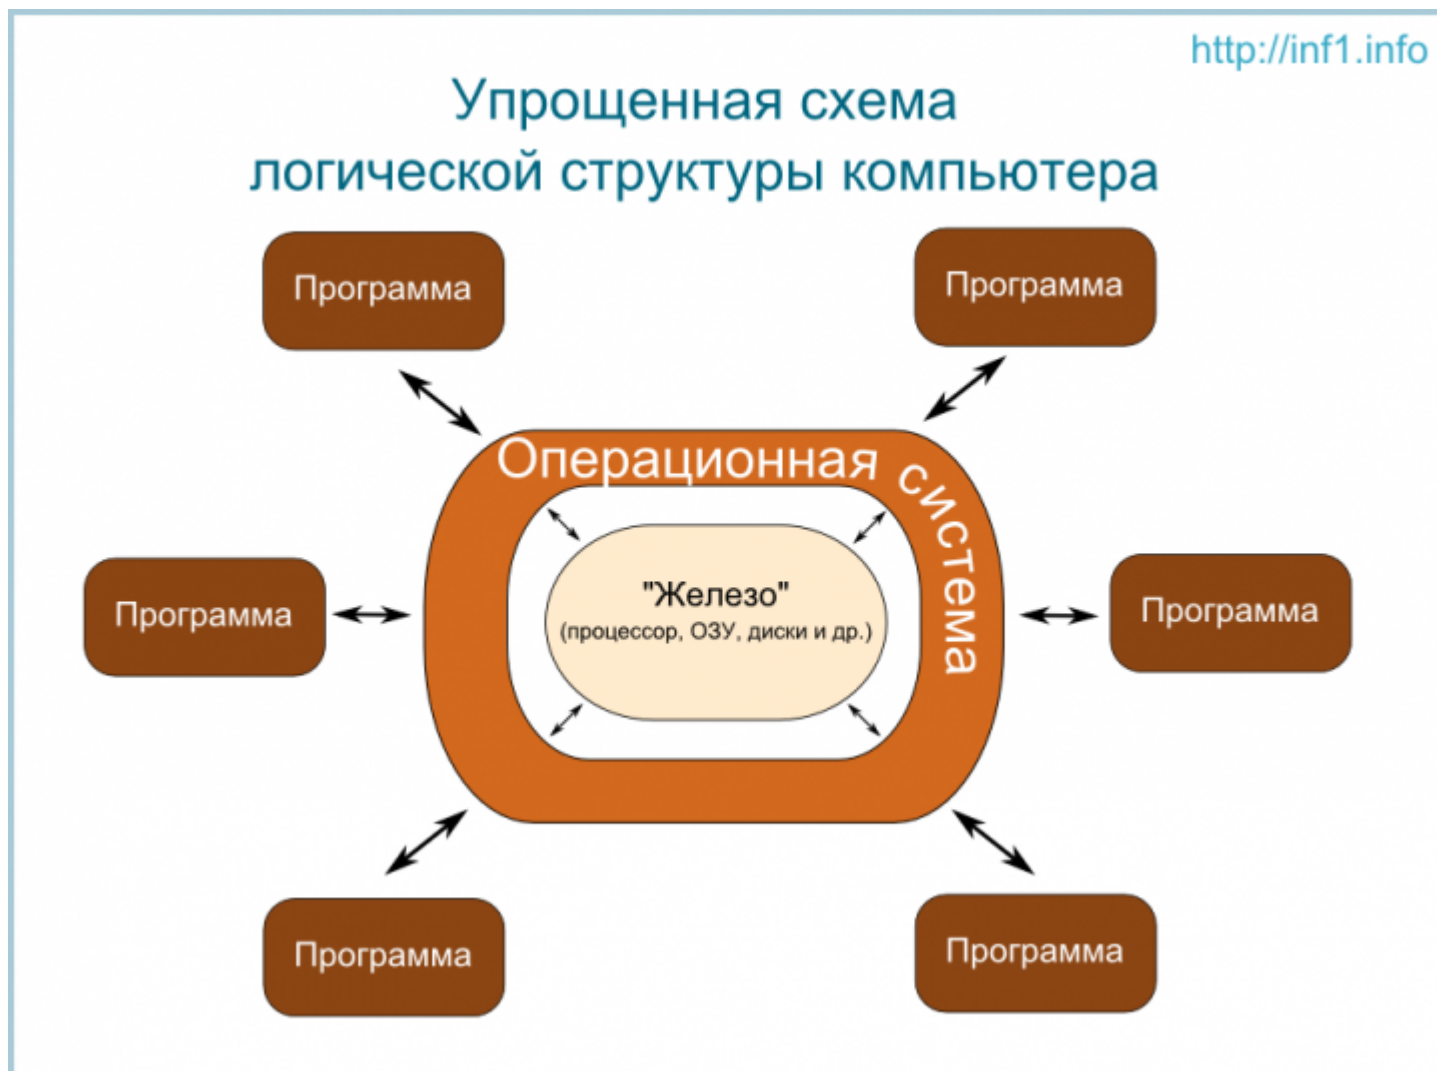 http://inf1.info
Упрощенная схема
логической структуры компьютера
Программа
Программа
Операционная система
"Железо"
(процессор, ОЗУ, диски и др.)
Программа
Программа
Программа
Программа